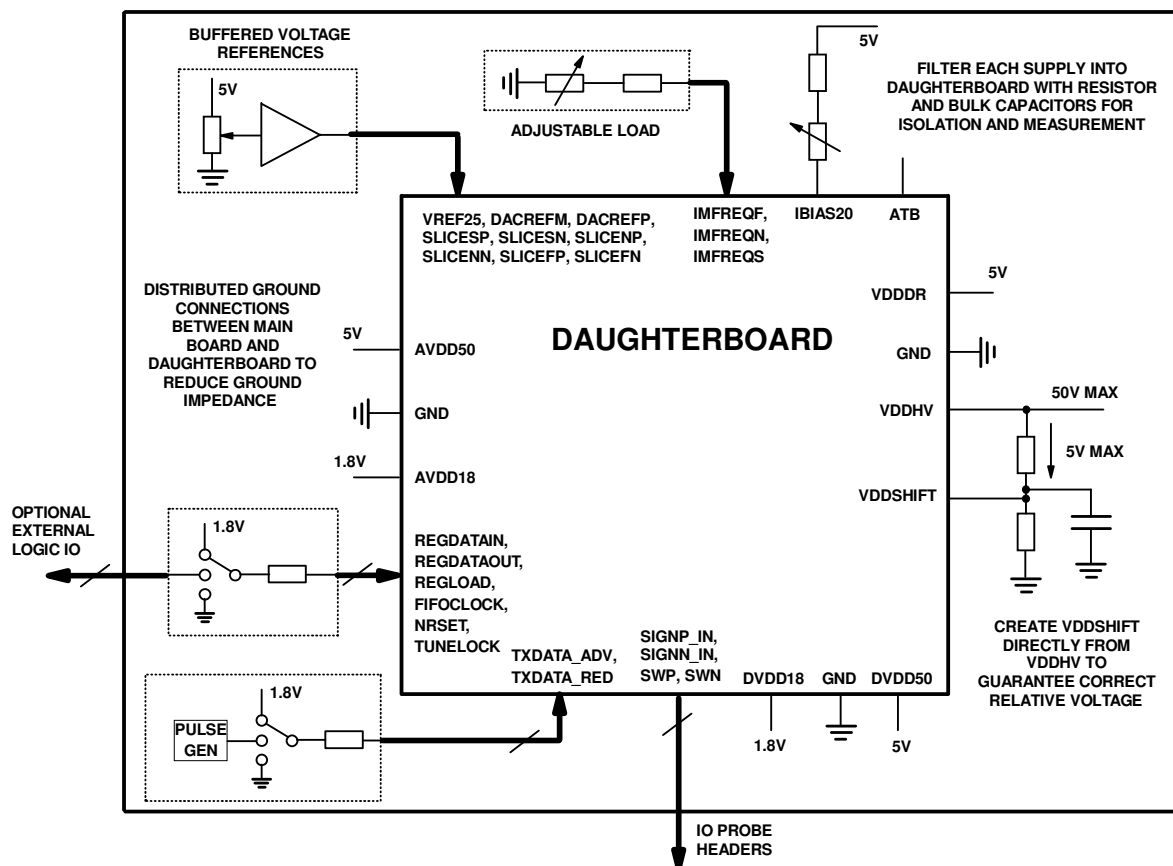 BUFFERED VOLTAGE
REFERENCES
5V
ADJUSTABLE LOAD
5V
FILTER EACH SUPPLY INTO
DAUGHTERBOARD WITH RESISTOR
AND BULK CAPACITORS FOR
ISOLATION AND MEASUREMENT
VREF25, DACREFM, DACREFP,
SLICESP, SLICESN, SLICENP,
SLICENN, SLICEFP, SLICEFN
IMFREQF,
IMFREQN,
IMFREQS
IBIAS20
ATB
DISTRIBUTED GROUND
CONNECTIONS
BETWEEN MAIN
BOARD AND
DAUGHTERBOARD TO
REDUCE GROUND
IMPEDANCE
5V
AVDD50
GND
1.8V
AVDD18
DAUGHTERBOARD
VDDDR
5V
GND
VDDHV
50V MAX
5V MAX
VDDSHIFT
OPTIONAL
EXTERNAL
LOGIC IO
1.8V
REGDATAIN,
REGDATAOUT,
REGLOAD,
FIFOCLOCK,
NRSET,
TUNELOCK
TXDATA_ADV,
TXDATA_RED
SIGNP_IN,
SIGNN_IN,
SWP, SWN
DVDD18
GND
DVDD50
1.8V
5V
CREATE VDDSHIFT
DIRECTLY FROM
VDDHV TO
GUARANTEE CORRECT
RELATIVE VOLTAGE
1.8V
PULSE
GEN
IO PROBE
HEADERS